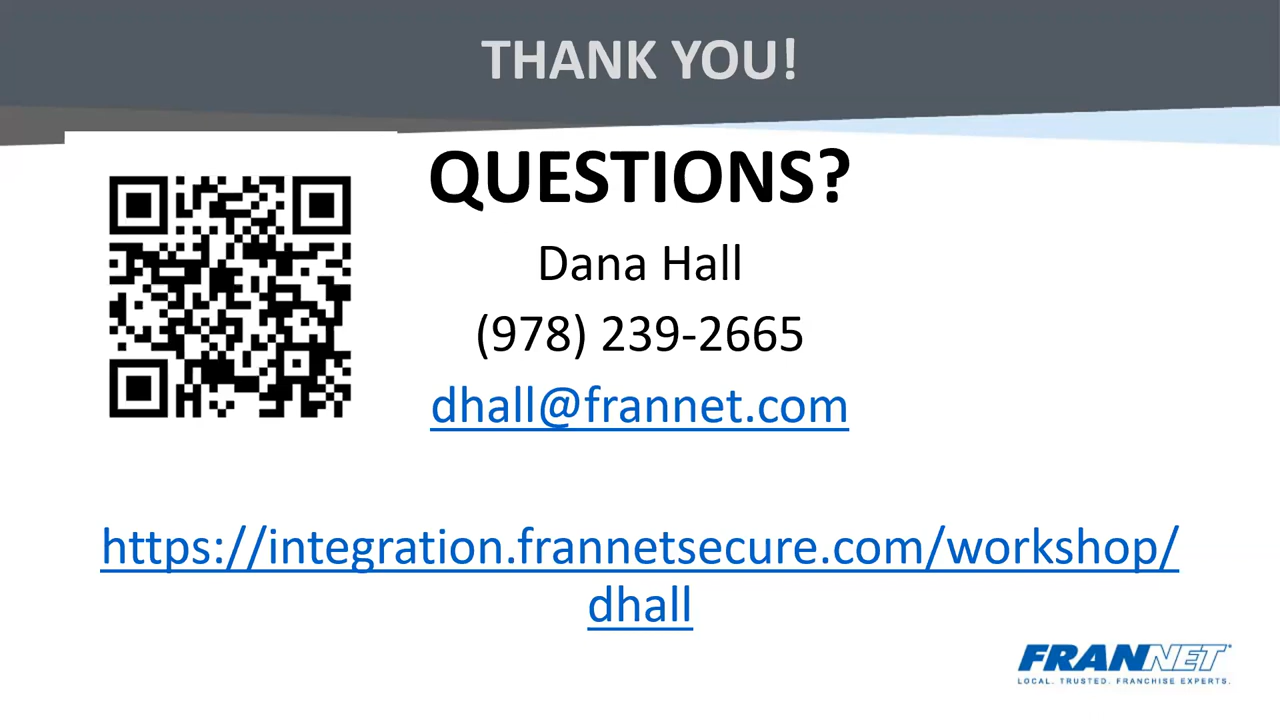 THANK YOU!
QUESTIONS?
Dana Hall
(978) 239-2665
dhall@frannet.com
https://integration.frannetsecure.com/workshop/
dhall
FRANNET
LOCAL. TRUSTED. FRANCHISE EXPERTS.